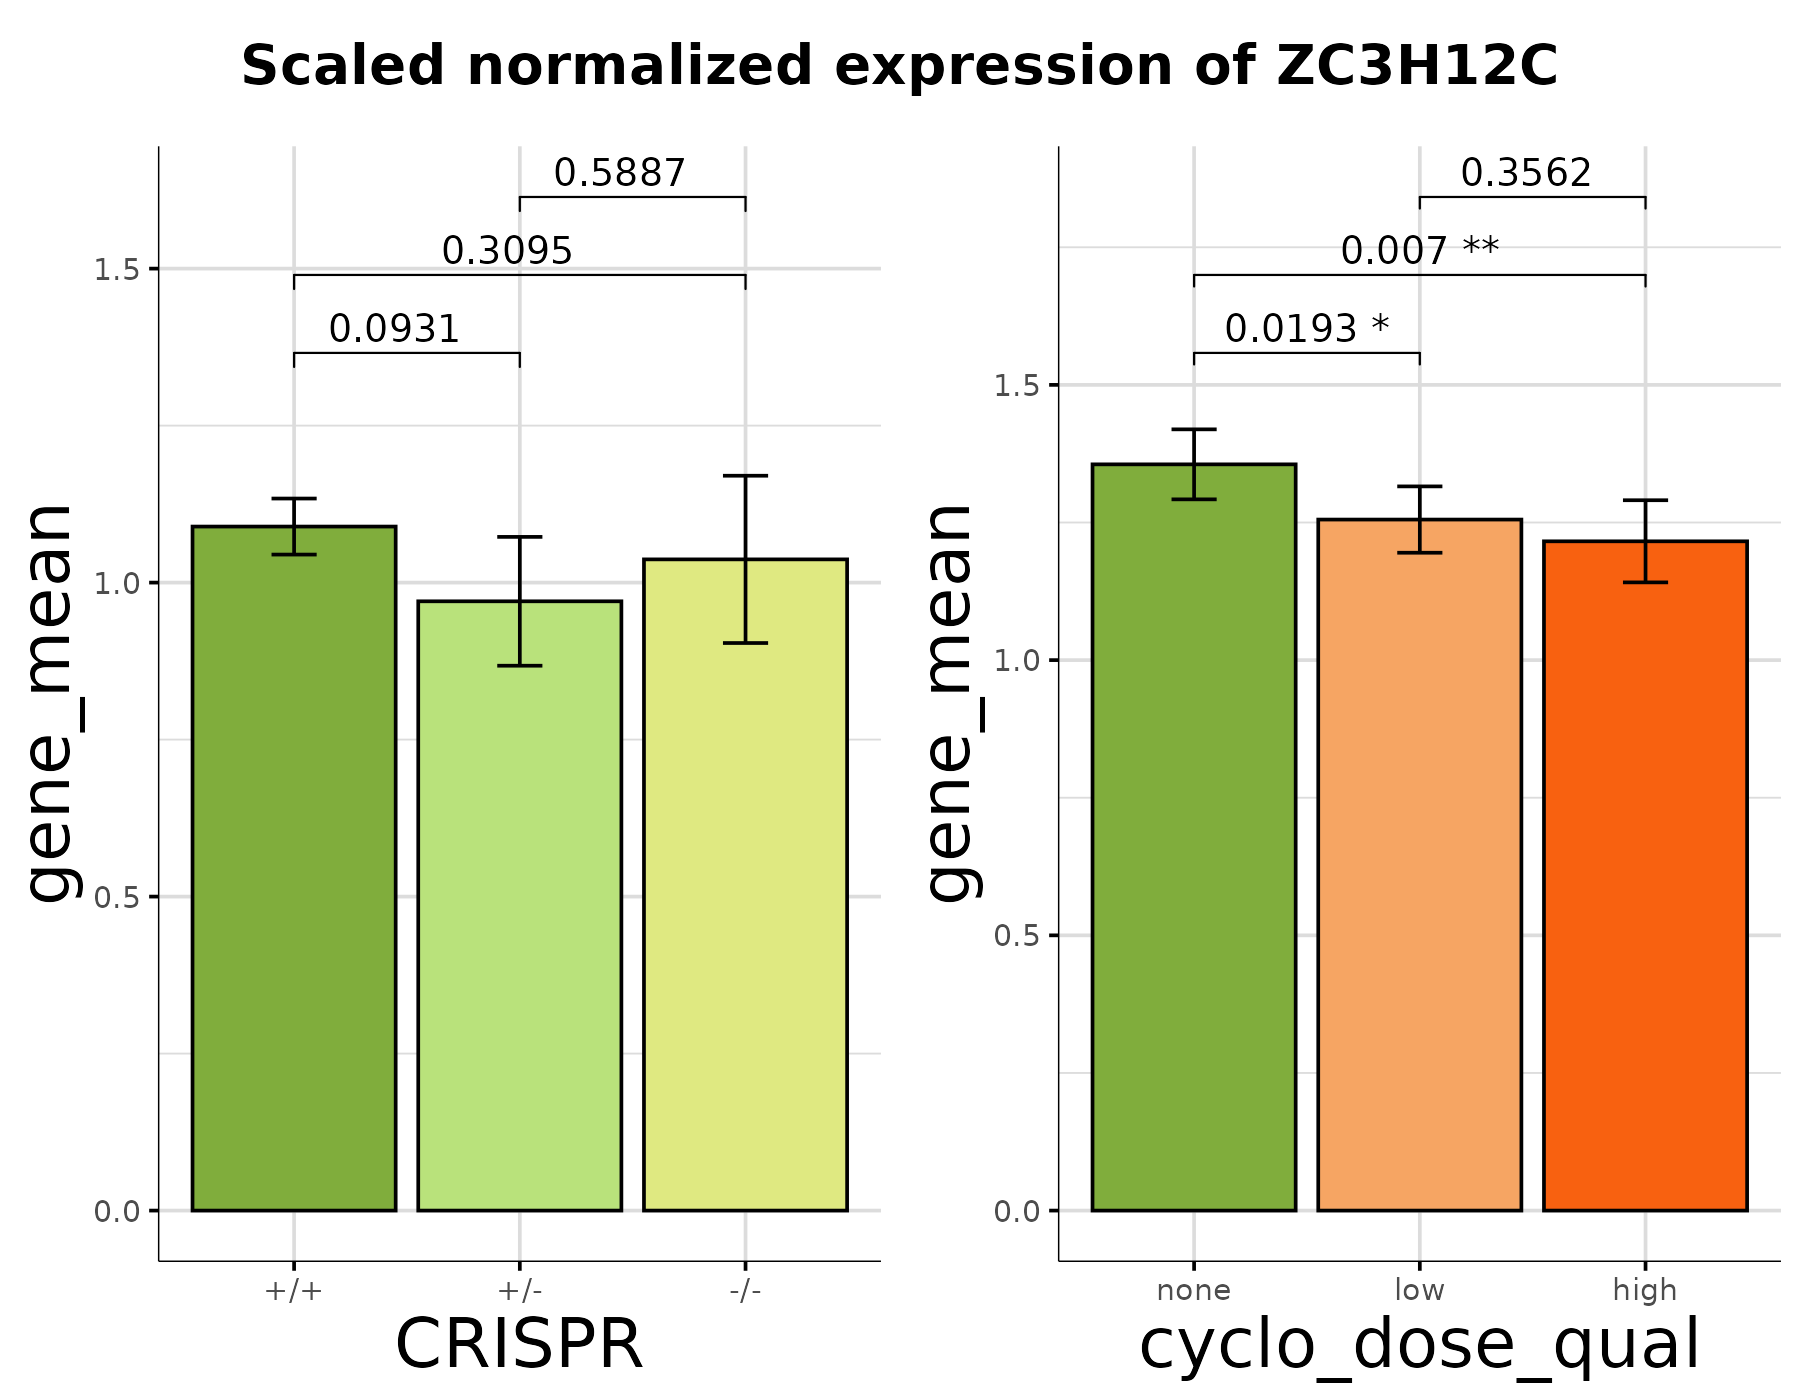 Scaled normalized expression of ZC3H12C
gene_mean
1.5
1.0
0.5
0.0
0.5887
0.3095
0.0931
+/+ +/- -/-
CRISPR
gene_mean
1.5
1.0
0.5
0.0
0.3562
0.007 **
0.0193 *
none low high
cyclo_dose_qual